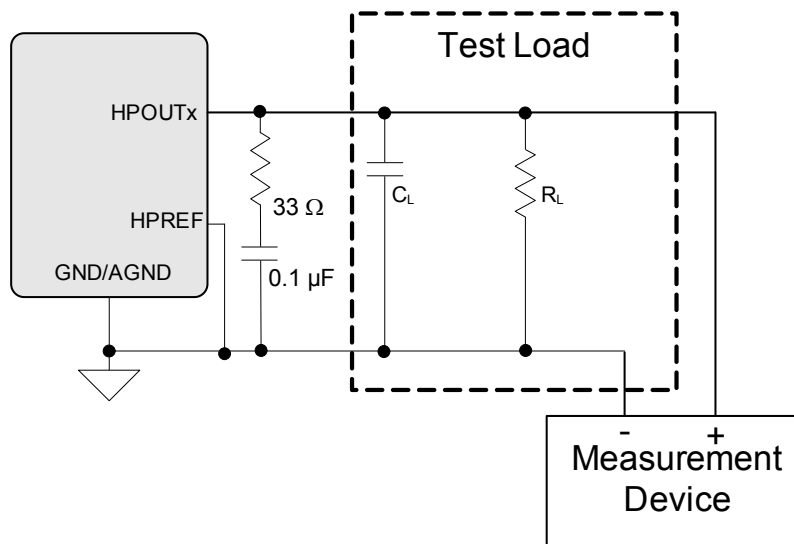 Test Load
HPOUTx
33 Ω
C_L
R_L
HPREF
0.1 µF
GND/AGND
- +
Measurement
Device